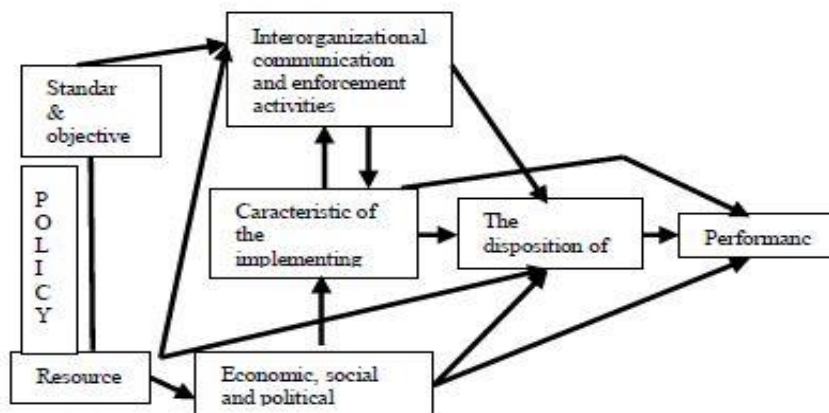 Interorganizational
communication
and enforcement
activities
Standar
&
objective
P
O
L
I
C
Y
Caracteristic of
the
implementing
The
disposition of
Performanc
Resource
Economic, social
and political